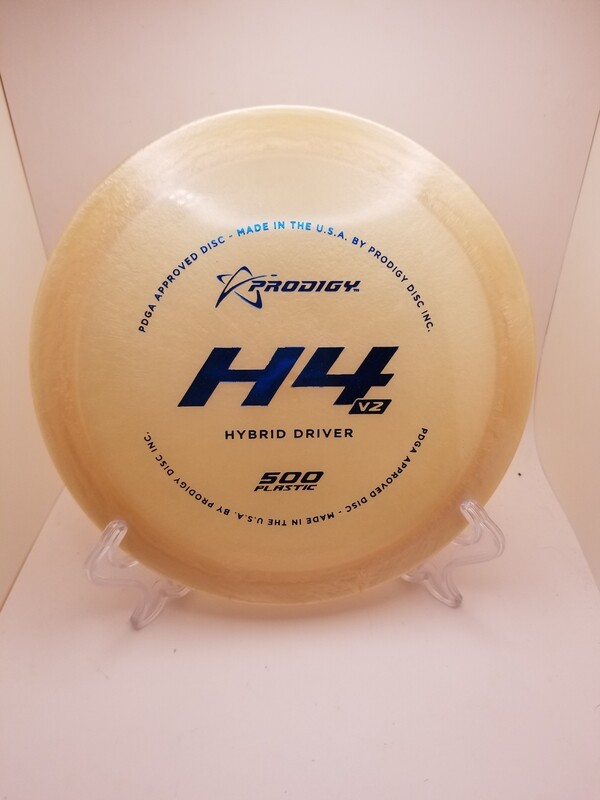 PDGA APPROVED DISC - MADE IN THE U.S.A. BY PRODIGY DISC INC.
PRODIGY™
H4
V2
HYBRID DRIVER
500
PLASTIC
PDGA APPROVED DISC - MADE IN THE U.S.A. BY PRODIGY DISC INC.